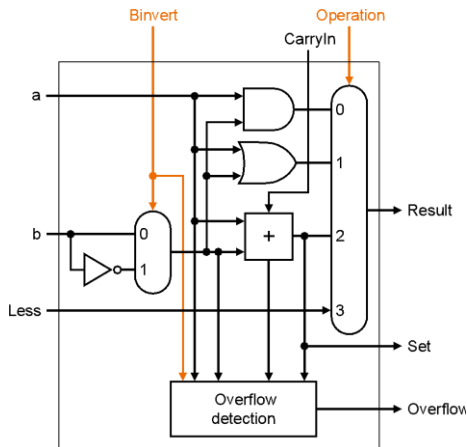 Binvert
Operation
CarryIn
a
0
1
b
0
+
2
Result
1
Less
3
Set
Overflow
detection
Overflow